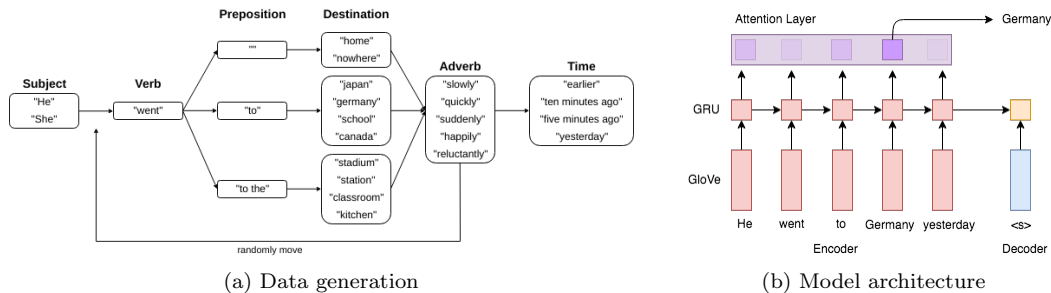 Subject
"He"
"She"
Verb
"went"
Preposition
""
"to"
"to the"
Destination
"home"
"nowhere"
"japan"
"germany"
"school"
"canada"
"stadium"
"station"
"classroom"
"kitchen"
Adverb
"slowly"
"quickly"
"suddenly"
"happily"
"reluctantly"
Time
"earlier"
"ten minutes ago"
"five minutes ago"
"yesterday"
randomly move
(a) Data generation
Attention Layer
Germany
GRU
GloVe
He went to Germany yesterday <s>
Encoder Decoder
(b) Model architecture